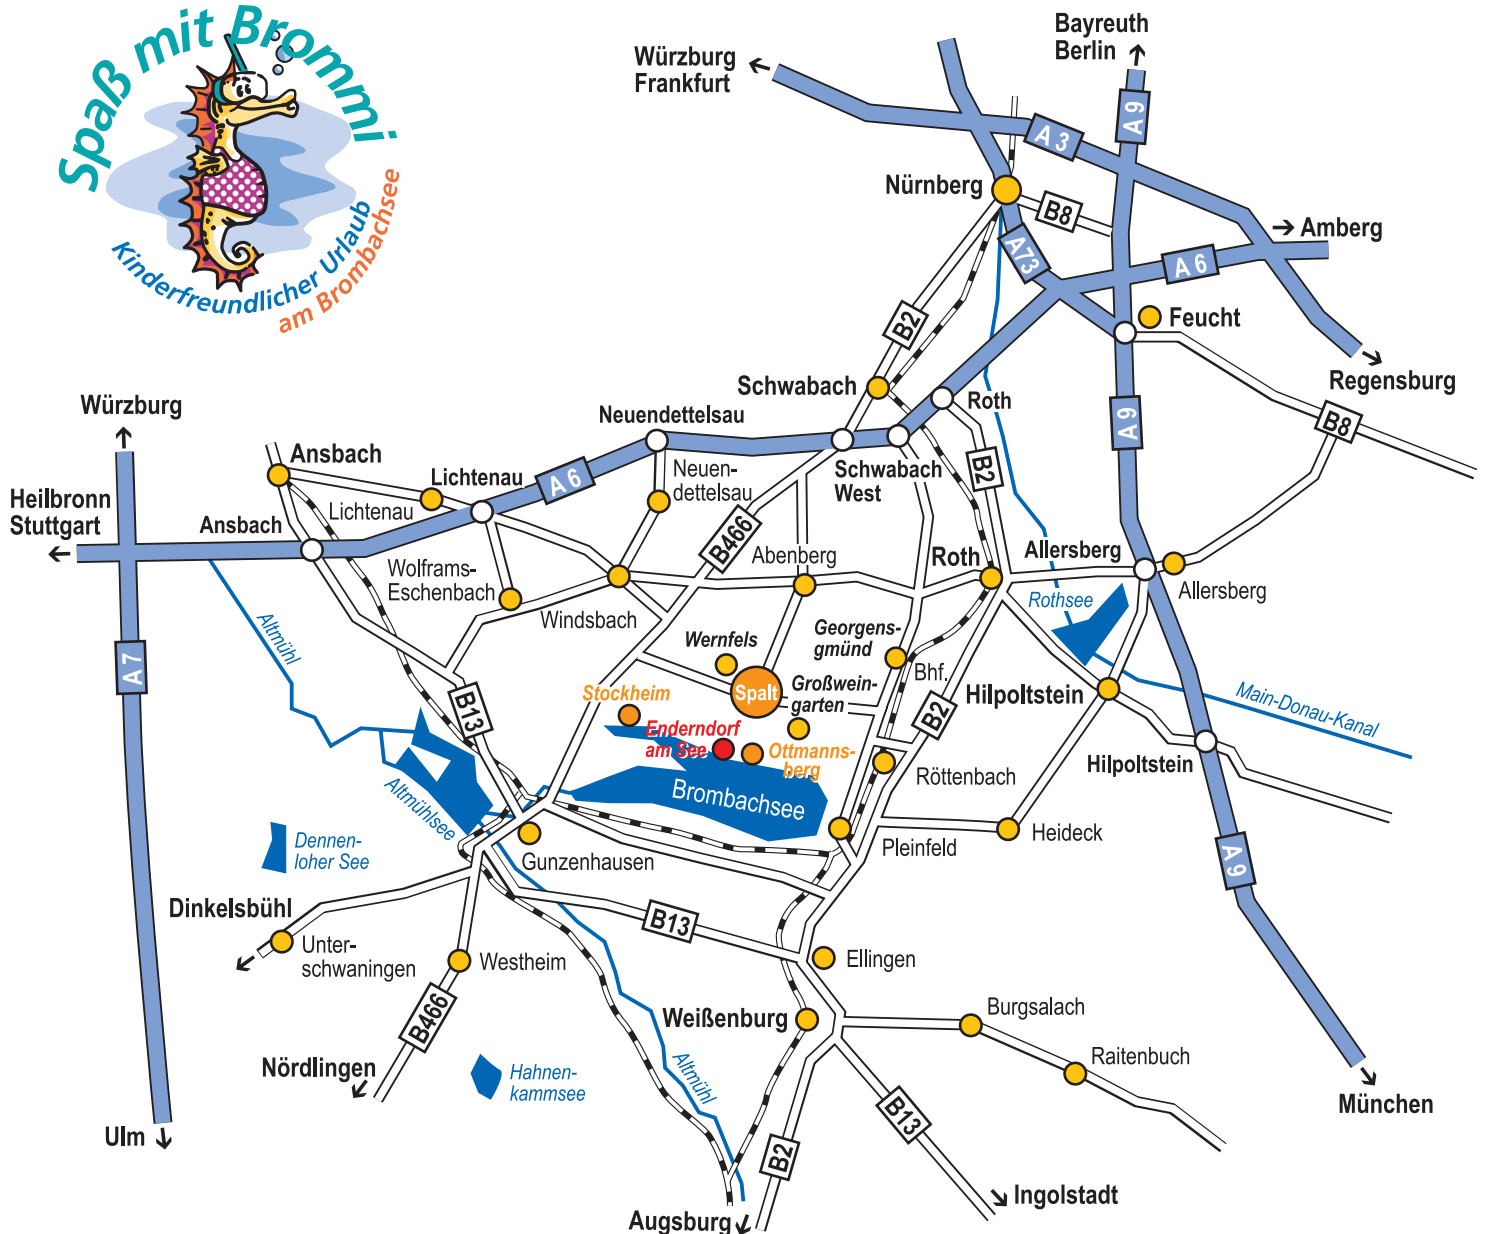 Spaß mit Brommi
Kinderfreundlicher Urlaub
am Brombachsee
Würzburg
Frankfurt
Bayreuth
Berlin
A 9
A 3
Nürnberg
B8
Amberg
A73
A 6
B2
Feucht
Regensburg
Schwabach
Roth
Würzburg
Neuendettelsau
A 9
B8
Ansbach
Lichtenau
A 6
Neuen-
dettelsau
Schwabach
West
B2
Heilbronn
Stuttgart
Lichtenau
Ansbach
B466
Abenberg
Roth
Allersberg
Wolframs-
Eschenbach
Windsbach
Rothsee
Allersberg
Altmühl
A 7
Wernfels
Georgens-
gmünd
Bhf.
Spalt
Großwein-
garten
Stockheim
B13
B2
Hilpoltstein
Main-Donau-Kanal
Enderndorf
am See
Ottmanns-
berg
Hilpoltstein
Röttenbach
Altmühlsee
Brombachsee
Dennen-
loher See
Gunzenhausen
Pleinfeld
Heideck
A 9
Dinkelsbühl
B13
Unter-
schwaningen
Westheim
Ellingen
B466
Weißenburg
Burgsalach
Nördlingen
Hahnen-
kammsee
Altmühl
Raitenbuch
B13
München
Ulm
B2
Ingolstadt
Augsburg